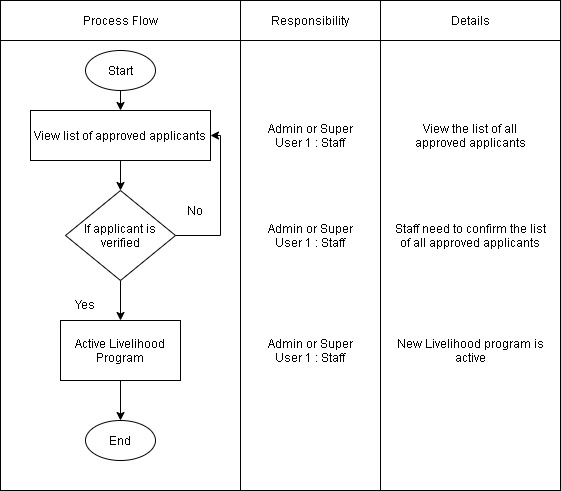 Process Flow
Responsibility
Details
Start
View list of approved applicants
Admin or Super
User 1 : Staff
View the list of all
approved applicants
No
If applicant is
verified
Admin or Super
User 1 : Staff
Staff need to confirm the list
of all approved applicants
Yes
Active Livelihood
Program
Admin or Super
User 1 : Staff
New Livelihood program is
active
End